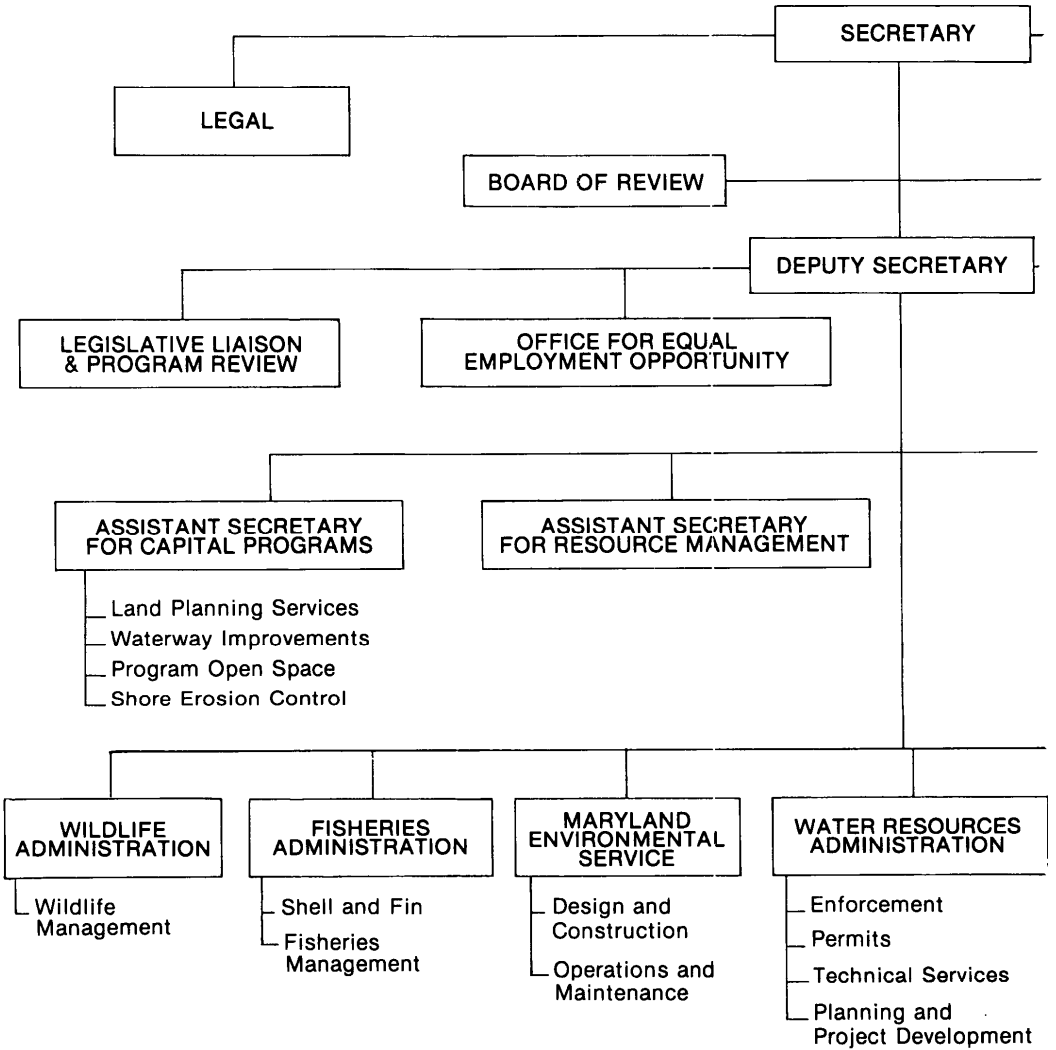 SECRETARY
LEGAL
BOARD OF REVIEW
DEPUTY SECRETARY
LEGISLATIVE LIAISON
& PROGRAM REVIEW
OFFICE FOR EQUAL
EMPLOYMENT OPPORTUNITY
ASSISTANT SECRETARY
FOR CAPITAL PROGRAMS
Land Planning Services
Waterway Improvements
Program Open Space
Shore Erosion Control
ASSISTANT SECRETARY
FOR RESOURCE MANAGEMENT
WILDLIFE
ADMINISTRATION
Wildlife
Management
FISHERIES
ADMINISTRATION
Shell and Fin
Fisheries
Management
MARYLAND
ENVIRONMENTAL
SERVICE
Design and
Construction
Operations and
Maintenance
WATER RESOURCES
ADMINISTRATION
Enforcement
Permits
Technical Services
Planning and
Project Development